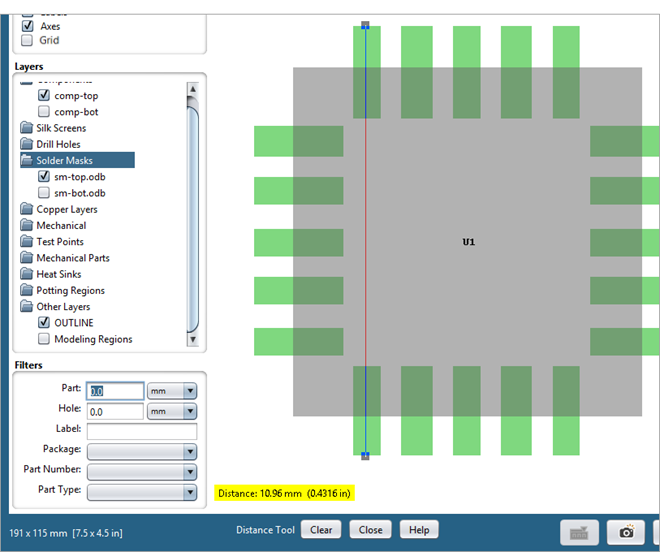 Axes
Grid
Layers
Components
comp-top
comp-bot
Silk Screens
Drill Holes
Solder Masks
sm-top.odb
sm-bot.odb
Copper Layers
Mechanical
Test Points
Mechanical Parts
Heat Sinks
Potting Regions
Other Layers
OUTLINE
Modeling Regions
U1
Filters
Part: 0.0 mm
Hole: 0.0 mm
Label:
Package:
Part Number:
Part Type:
Distance: 10.96 mm (0.4316 in)
191 x 115 mm [7.5 x 4.5 in]
Distance Tool Clear Close Help